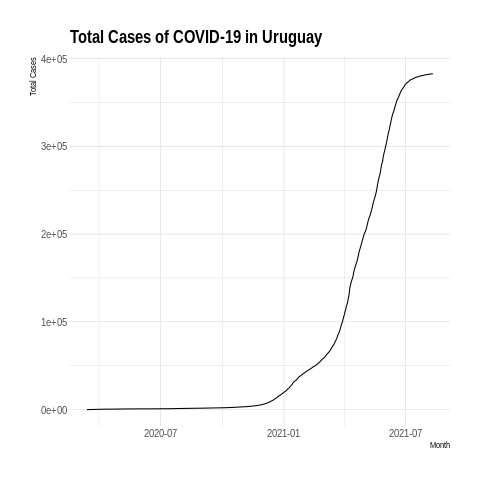 Total Cases of COVID-19 in Uruguay
Total Cases
4e+05
3e+05
2e+05
1e+05
0e+00
2020-07 2021-01 2021-07
Month